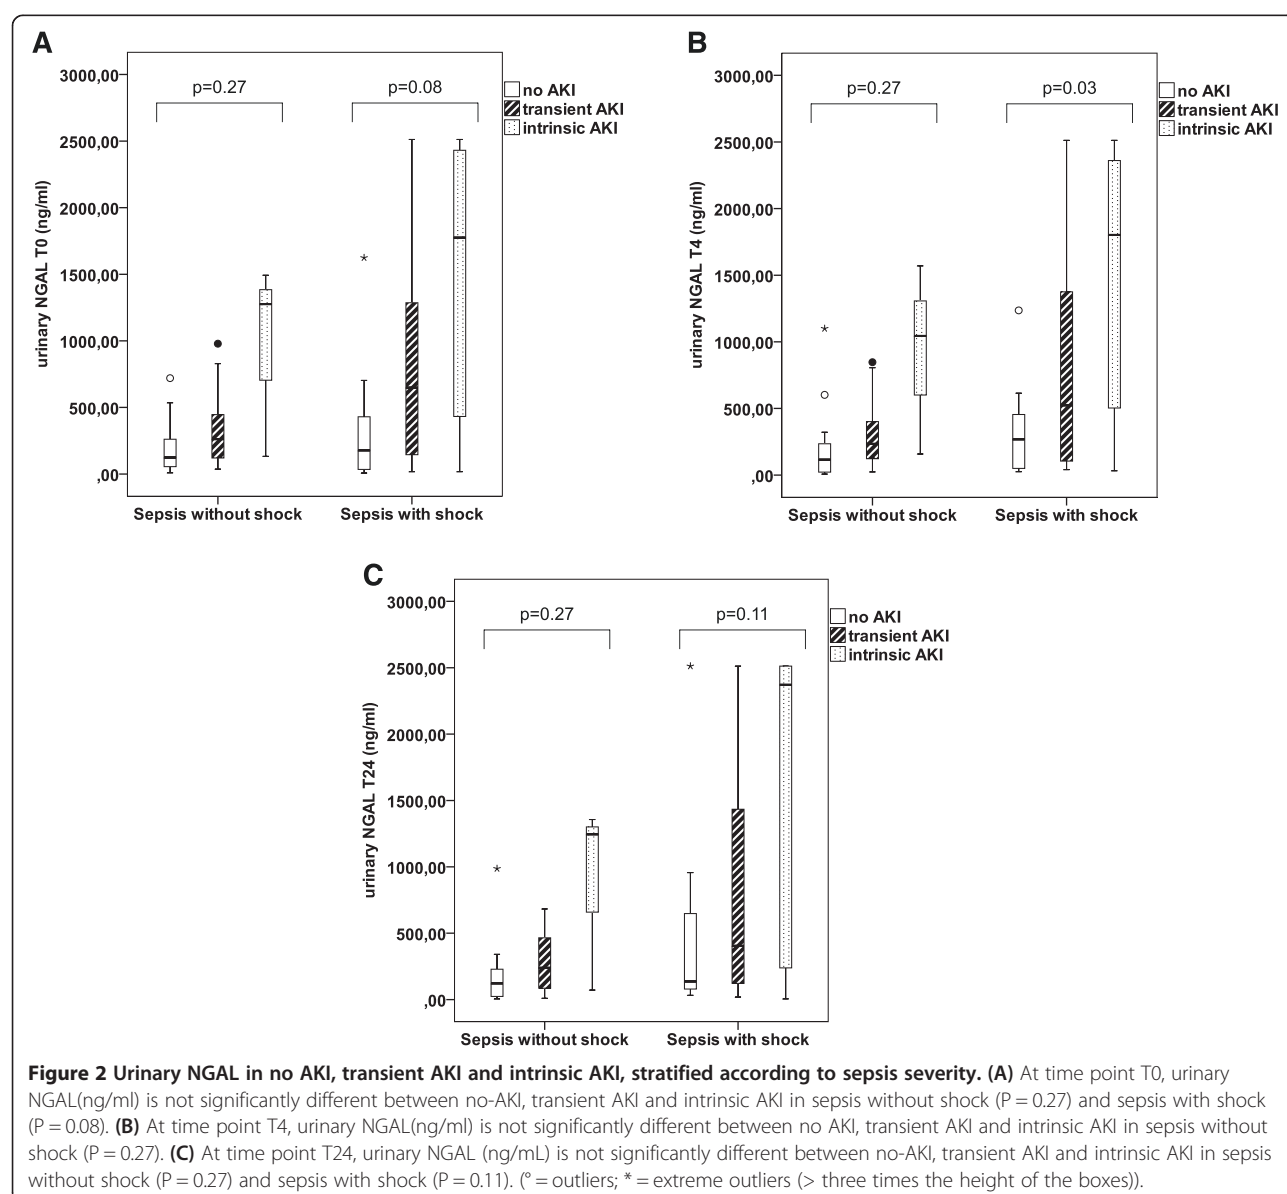 A
3000,00
2500,00
2000,00
1500,00
1000,00
500,00
,00
urinary NGAL T0 (ng/ml)
p=0.27
p=0.08
no AKI
transient AKI
intrinsic AKI
*
Sepsis without shock
Sepsis with shock
B
3000,00
2500,00
2000,00
1500,00
1000,00
500,00
,00
urinary NGAL T4 (ng/ml)
p=0.27
p=0.03
no AKI
transient AKI
intrinsic AKI
*
Sepsis without shock
Sepsis with shock
C
3000,00
2500,00
2000,00
1500,00
1000,00
500,00
,00
urinary NGAL T24 (ng/ml)
p=0.27
p=0.11
no AKI
transient AKI
intrinsic AKI
*
*
Sepsis without shock
Sepsis with shock
Figure 2 Urinary NGAL in no AKI, transient AKI and intrinsic AKI, stratified according to sepsis severity. (A) At time point T0, urinary
NGAL(ng/ml) is not significantly different between no-AKI, transient AKI and intrinsic AKI in sepsis without shock (P = 0.27) and sepsis with shock
(P = 0.08). (B) At time point T4, urinary NGAL(ng/ml) is not significantly different between no AKI, transient AKI and intrinsic AKI in sepsis without
shock (P = 0.27). (C) At time point T24, urinary NGAL (ng/mL) is not significantly different between no-AKI, transient AKI and intrinsic AKI in sepsis
without shock (P = 0.27) and sepsis with shock (P = 0.11). (° = outliers; * = extreme outliers (> three times the height of the boxes)).